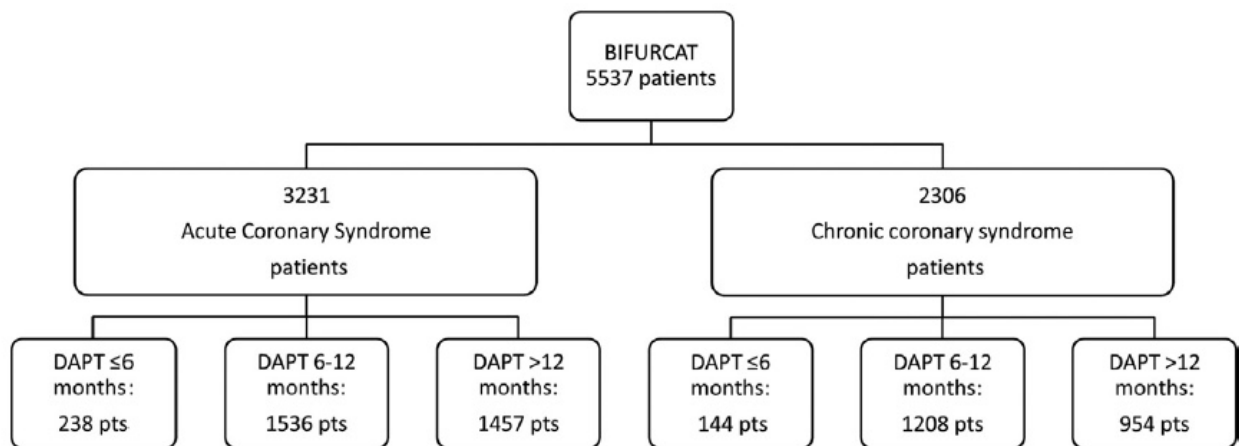 BIFURCAT
5537 patients
3231
Acute Coronary Syndrome
patients
2306
Chronic coronary syndrome
patients
DAPT ≤6
months:
238 pts
DAPT 6-12
months:
1536 pts
DAPT >12
months:
1457 pts
DAPT ≤6
months:
144 pts
DAPT 6-12
months:
1208 pts
DAPT >12
months:
954 pts